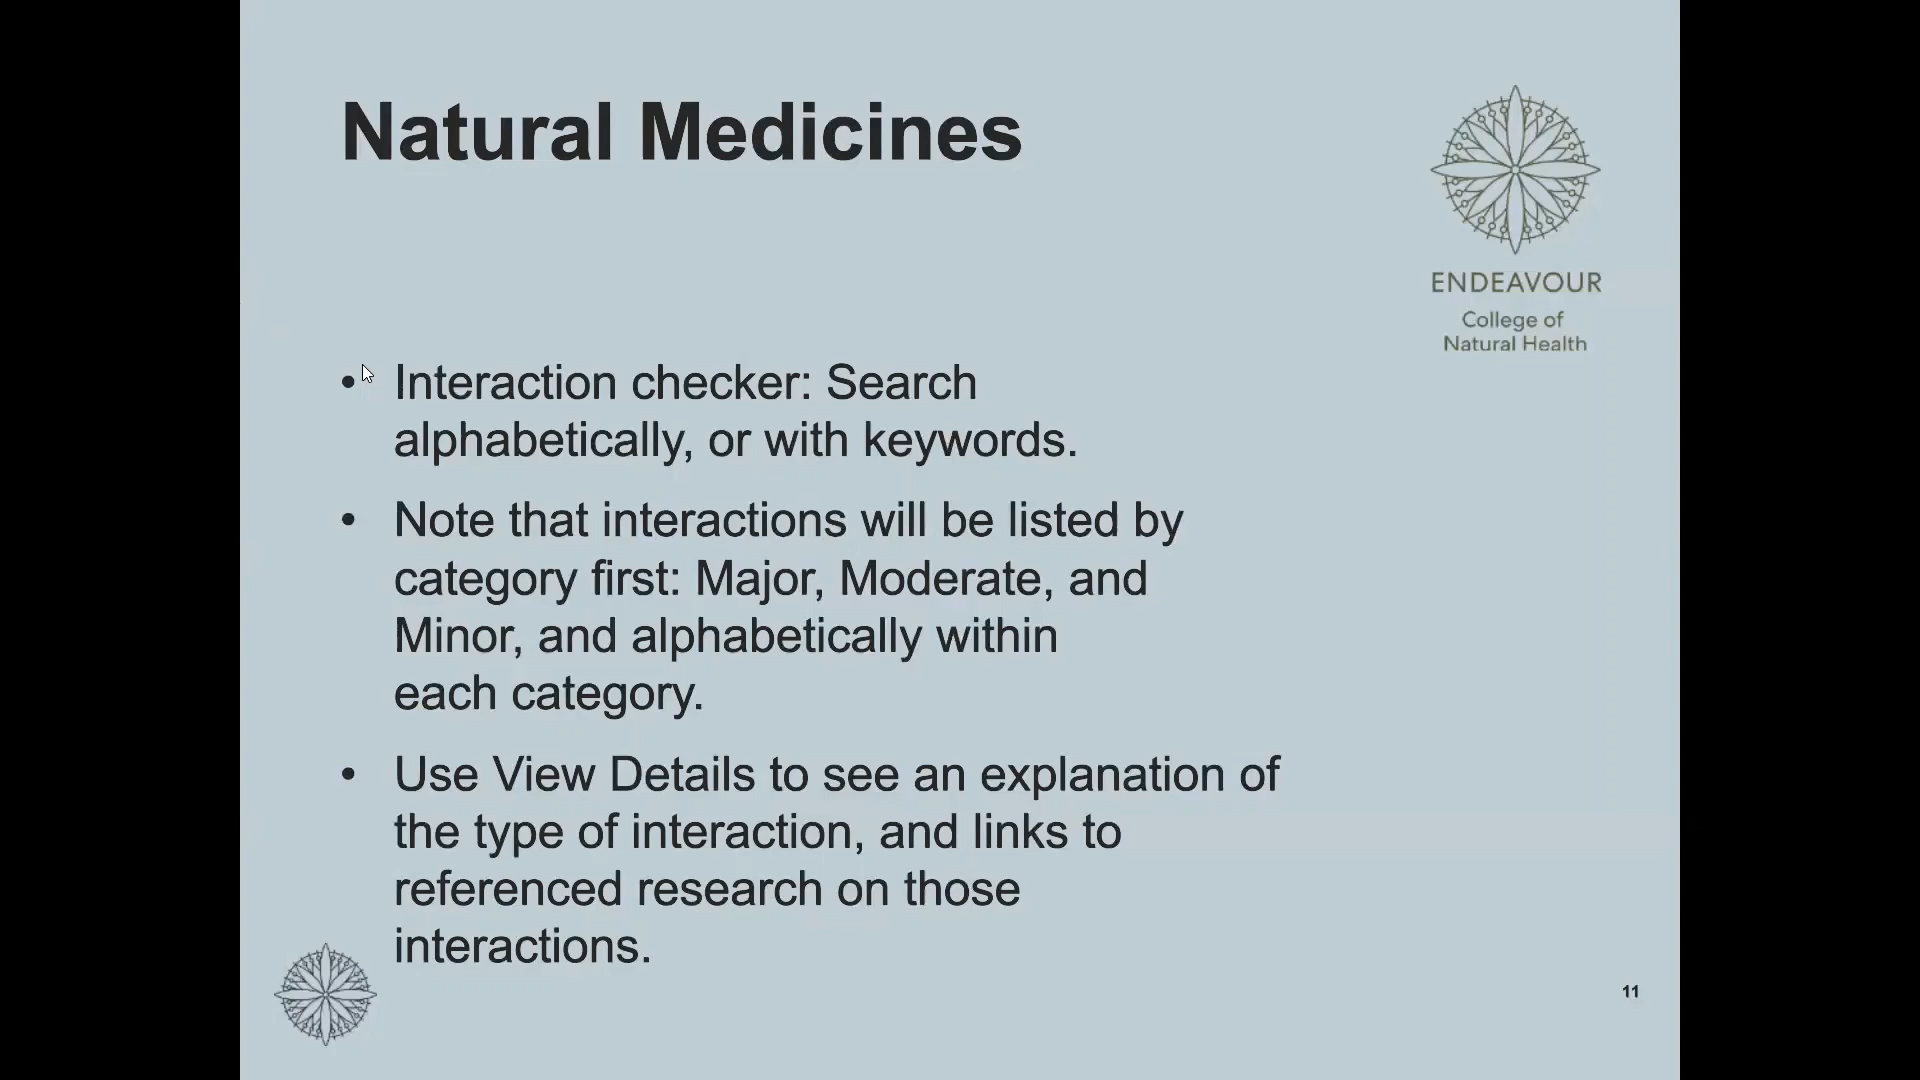 Natural Medicines
ENDEAVOUR
College of
Natural Health
• Interaction checker: Search
alphabetically, or with keywords.
• Note that interactions will be listed by
category first: Major, Moderate, and
Minor, and alphabetically within
each category.
• Use View Details to see an explanation of
the type of interaction, and links to
referenced research on those
interactions.
11